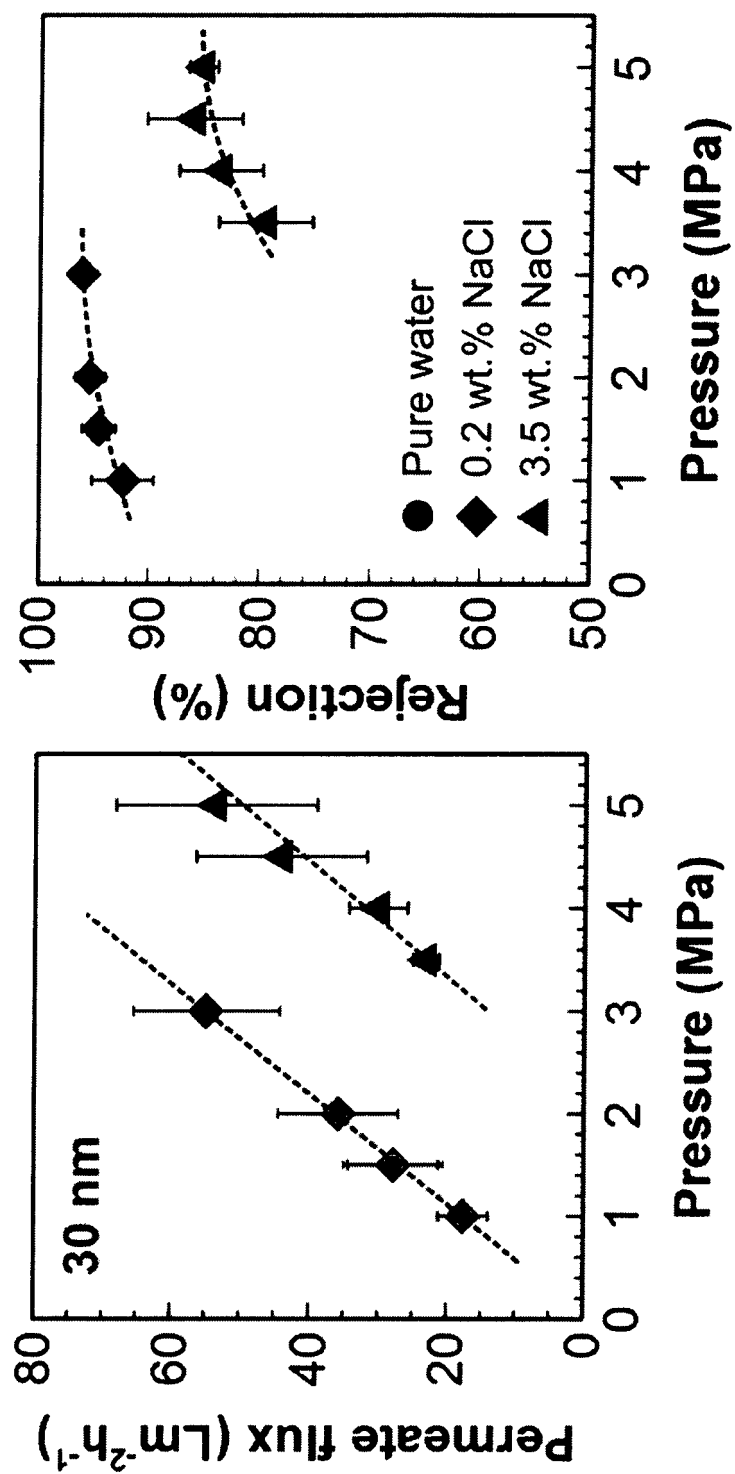 30 nm
Permeate flux (Lm⁻²h⁻¹)
80
60
40
20
0
0 1 2 3 4 5
Pressure (MPa)
Rejection (%)
100
90
80
70
60
50
Pure water
0.2 wt.% NaCl
3.5 wt.% NaCl
0 1 2 3 4 5
Pressure (MPa)